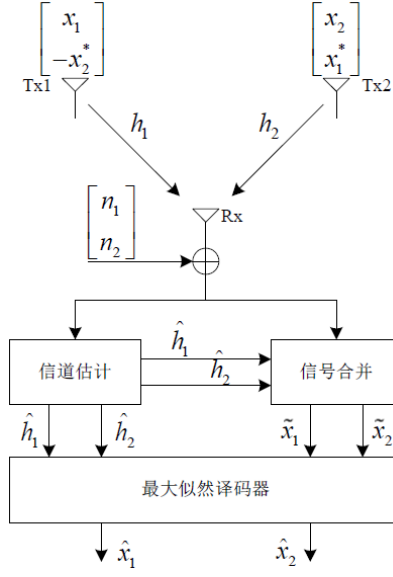 x₁ x₂
-x₂* x₁*
Tx1 Tx2
h₁ h₂
n₁
n₂
Rx
信道估计 ĥ₁ 信号合并
ĥ₂
ĥ₁ ĥ₂ x̃₁ x̃₂
最大似然译码器
x̂₁ x̂₂